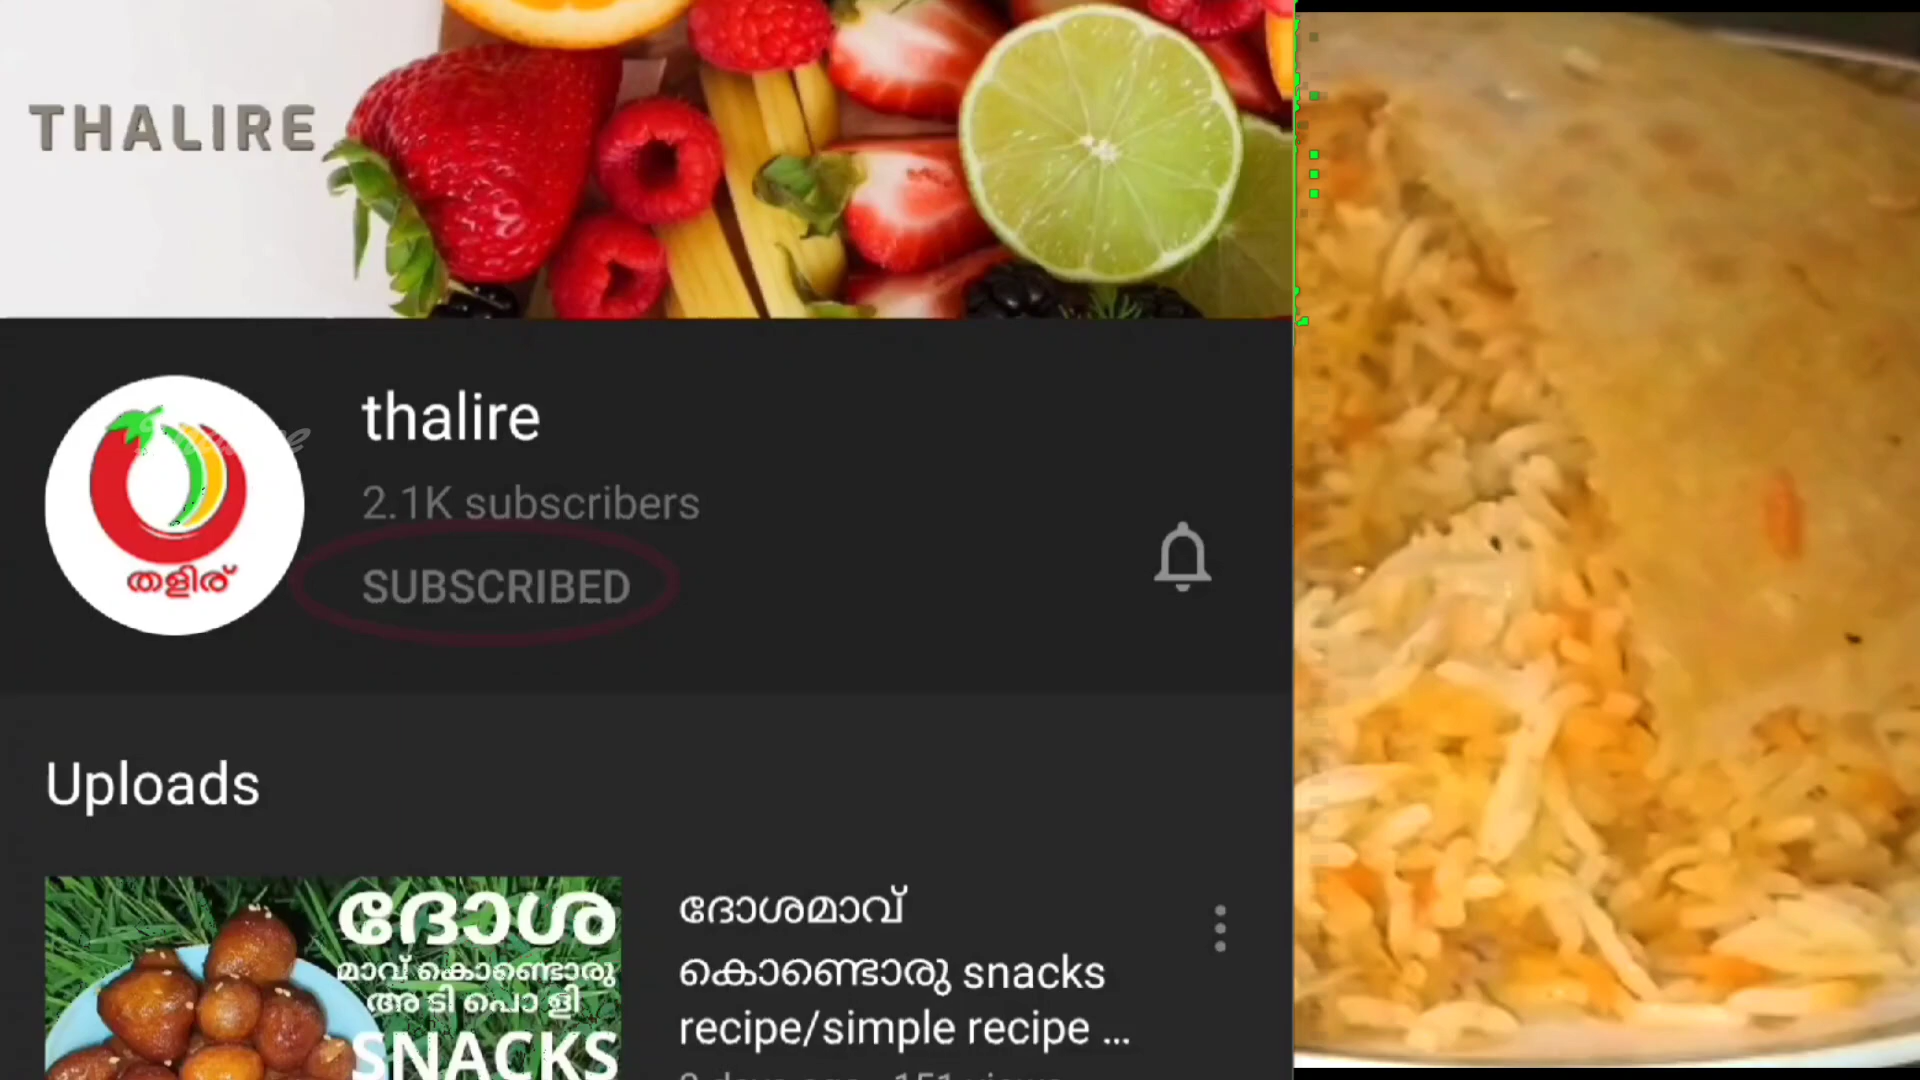 THALIRE
thalire
2.1K subscribers
SUBSCRIBED
തളിര്
Uploads
ദോശ
മാവ് കൊണ്ടൊരു
അ ടി പൊ ളി
SNACKS
ദോശമാവ്
കൊണ്ടൊരു snacks
recipe/simple recipe ...